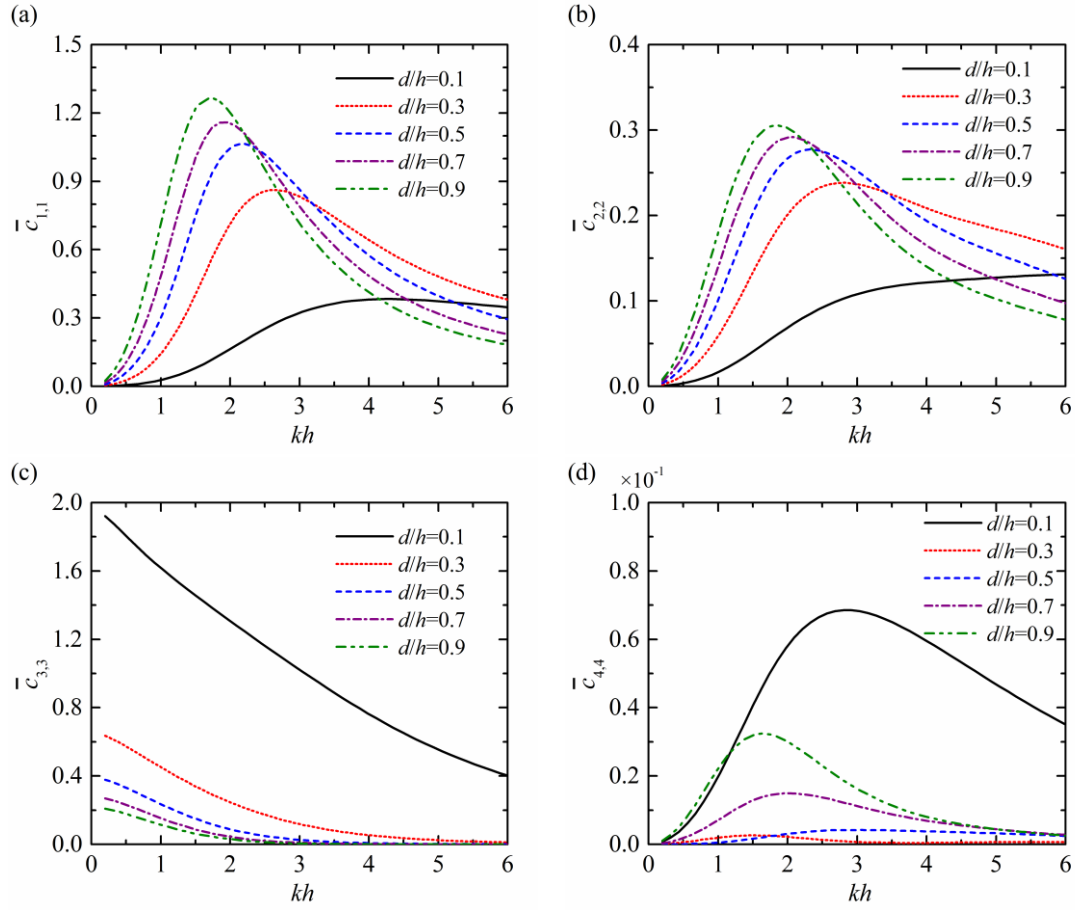 (a)
1.5
1.2
0.9
0.6
0.3
0.0
c̄1,1
d/h=0.1
d/h=0.3
d/h=0.5
d/h=0.7
d/h=0.9
0 1 2 3 4 5 6
kh
(b)
0.4
0.3
0.2
0.1
0.0
c̄2,2
d/h=0.1
d/h=0.3
d/h=0.5
d/h=0.7
d/h=0.9
0 1 2 3 4 5 6
kh
(c)
2.0
1.6
1.2
0.8
0.4
0.0
c̄3,3
d/h=0.1
d/h=0.3
d/h=0.5
d/h=0.7
d/h=0.9
0 1 2 3 4 5 6
kh
(d)
×10⁻¹
1.0
0.8
0.6
0.4
0.2
0.0
c̄4,4
d/h=0.1
d/h=0.3
d/h=0.5
d/h=0.7
d/h=0.9
0 1 2 3 4 5 6
kh